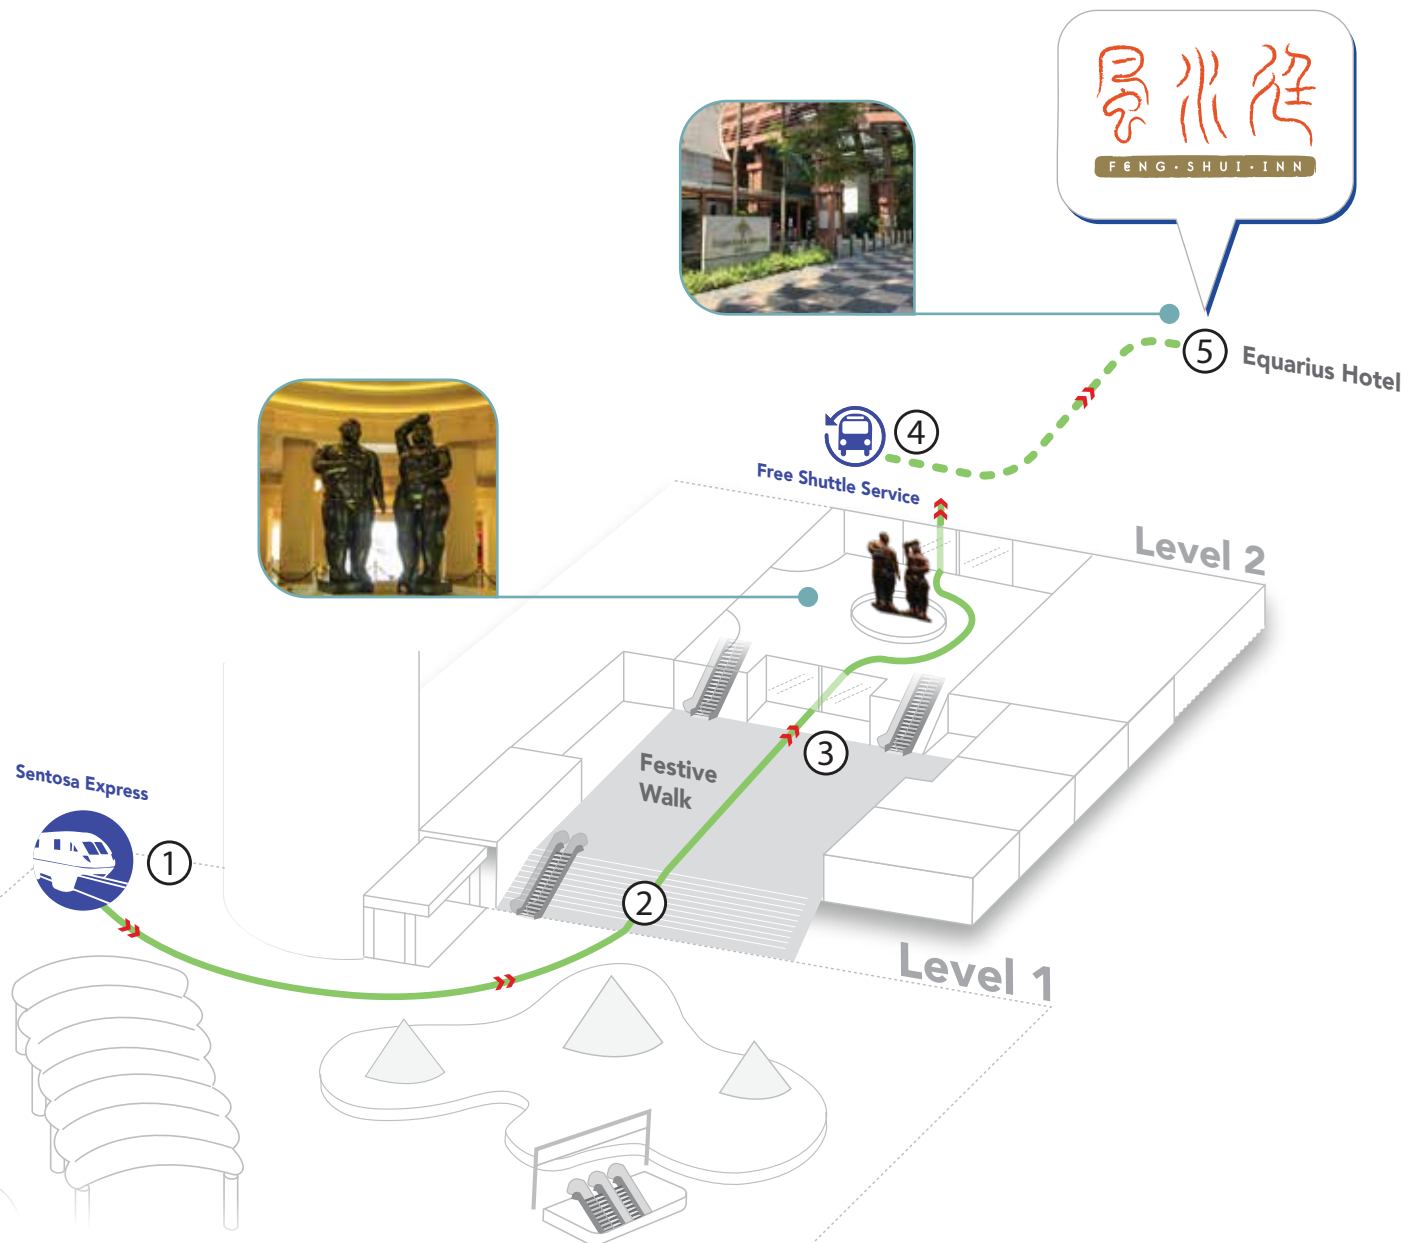 風水廷
FENG·SHUI·INN
5
Equarius Hotel
4
Free Shuttle Service
Level 2
3
Festive
Walk
Sentosa Express
1
2
Level 1